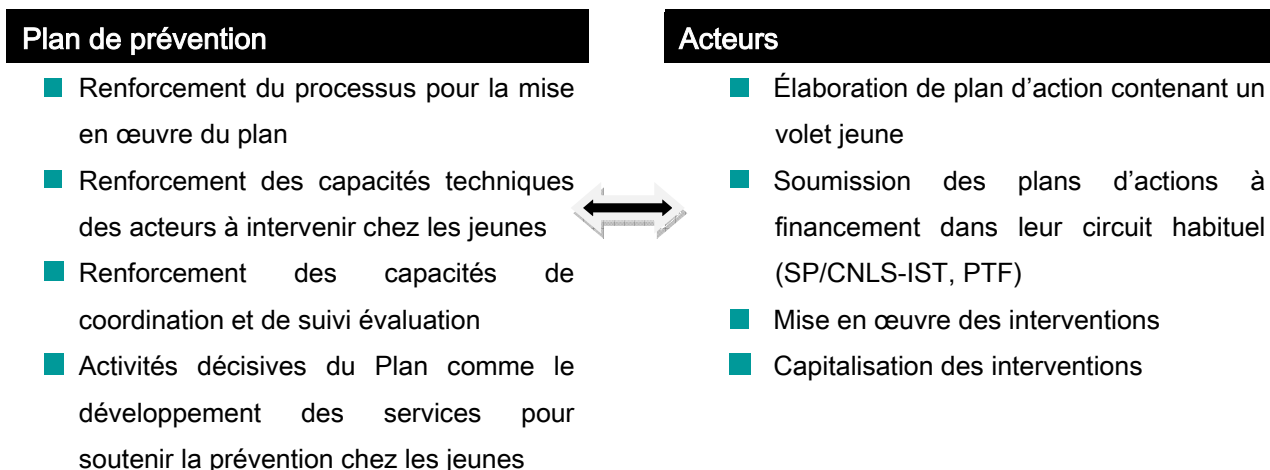 Plan de prévention
Renforcement du processus pour la mise
en œuvre du plan
Renforcement des capacités techniques
des acteurs à intervenir chez les jeunes
Renforcement des capacités de
coordination et de suivi évaluation
Activités décisives du Plan comme le
développement des services pour
soutenir la prévention chez les jeunes
Acteurs
Élaboration de plan d'action contenant un
volet jeune
Soumission des plans d'actions à
financement dans leur circuit habituel
(SP/CNLS-IST, PTF)
Mise en œuvre des interventions
Capitalisation des interventions